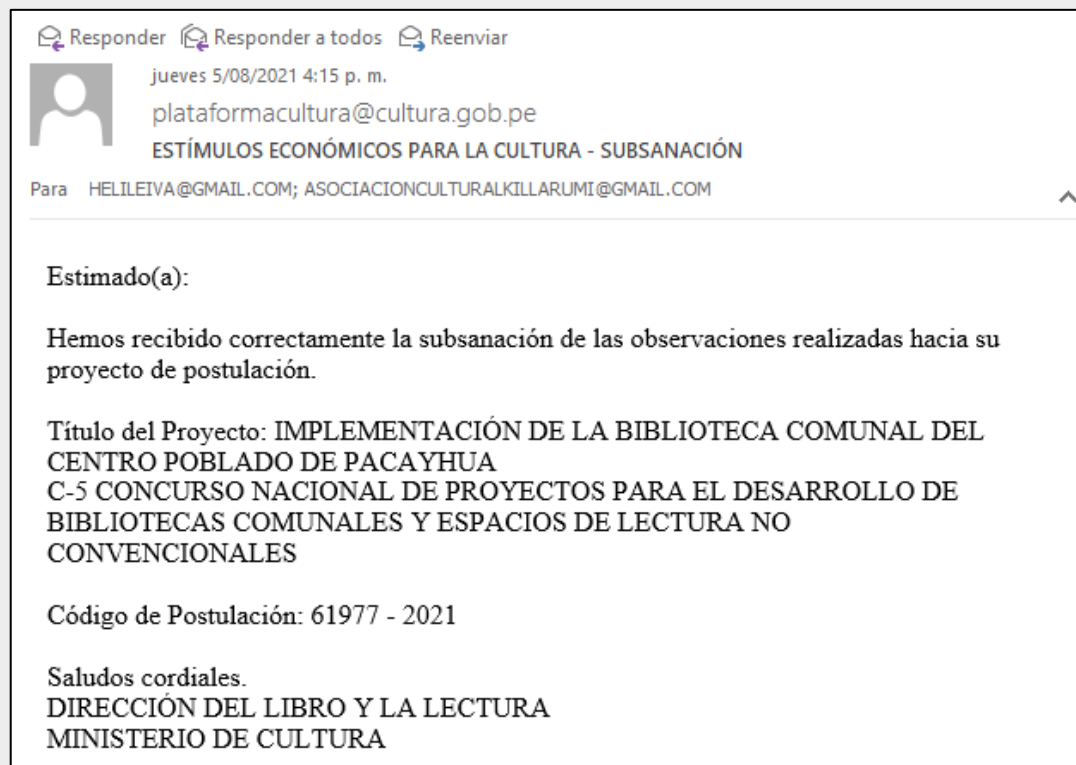 Responder Responder a todos Reenviar
jueves 5/08/2021 4:15 p. m.
plataformacultura@cultura.gob.pe
ESTÍMULOS ECONÓMICOS PARA LA CULTURA - SUBSANACIÓN
Para HELILEIVA@GMAIL.COM; ASOCIACIONCULTURALKILLARUMI@GMAIL.COM
Estimado(a):
Hemos recibido correctamente la subsanación de las observaciones realizadas hacia su
proyecto de postulación.
Título del Proyecto: IMPLEMENTACIÓN DE LA BIBLIOTECA COMUNAL DEL
CENTRO POBLADO DE PACAYHUA
C-5 CONCURSO NACIONAL DE PROYECTOS PARA EL DESARROLLO DE
BIBLIOTECAS COMUNALES Y ESPACIOS DE LECTURA NO
CONVENCIONALES
Código de Postulación: 61977 - 2021
Saludos cordiales.
DIRECCIÓN DEL LIBRO Y LA LECTURA
MINISTERIO DE CULTURA